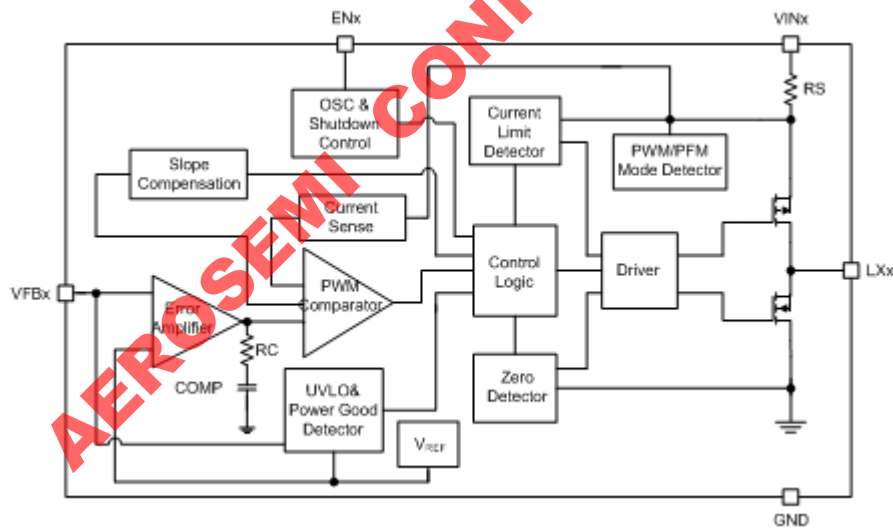 ENx
VINx
OSC &
Shutdown
Control
Current
Limit
Detector
RS
PWM/PFM
Mode Detector
Slope
Compensation
Current
Sense
VFBx
Error
Amplifier
PWM
Comparator
Control
Logic
Driver
LXx
RC
COMP
UVLO&
Power Good
Detector
VREF
Zero
Detector
GND
AEROSEMI CONF